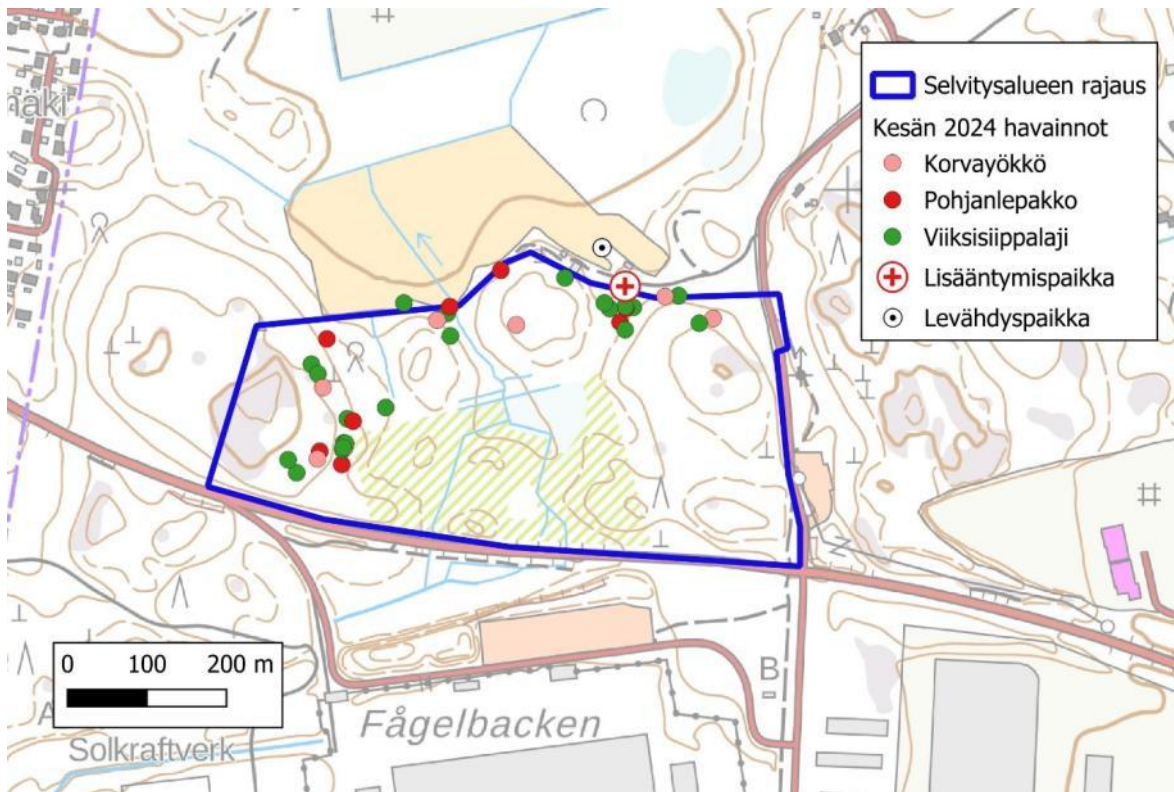 Selvitysalueen rajaus
Kesän 2024 havainnot
Korvayökkö
Pohjanlepakko
Viiksisiippalaji
Lisääntymispaikka
Levähdyspaikka
mäki
0 100 200 m
B
Fågelbacken
Solkraftverk